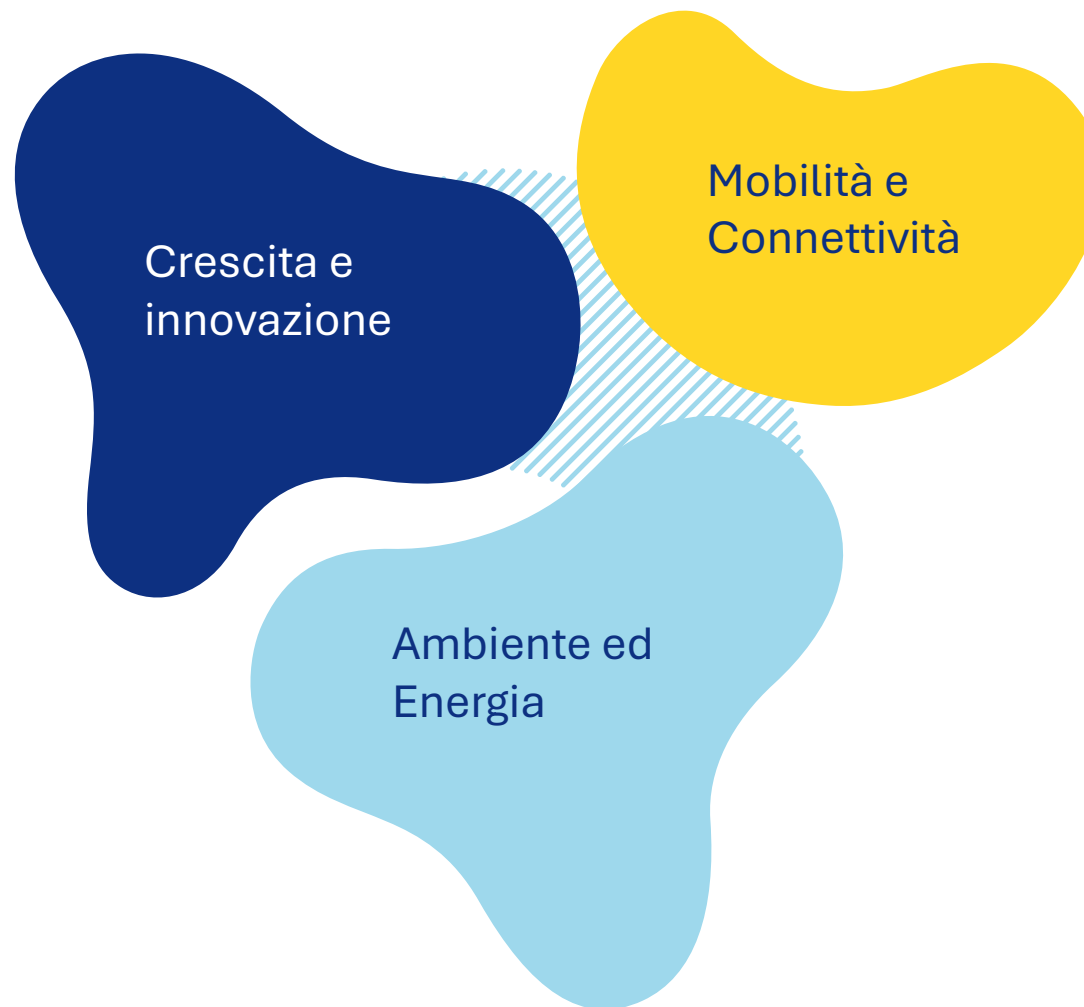 Crescita e
innovazione
Mobilità e
Connettività
Ambiente ed
Energia